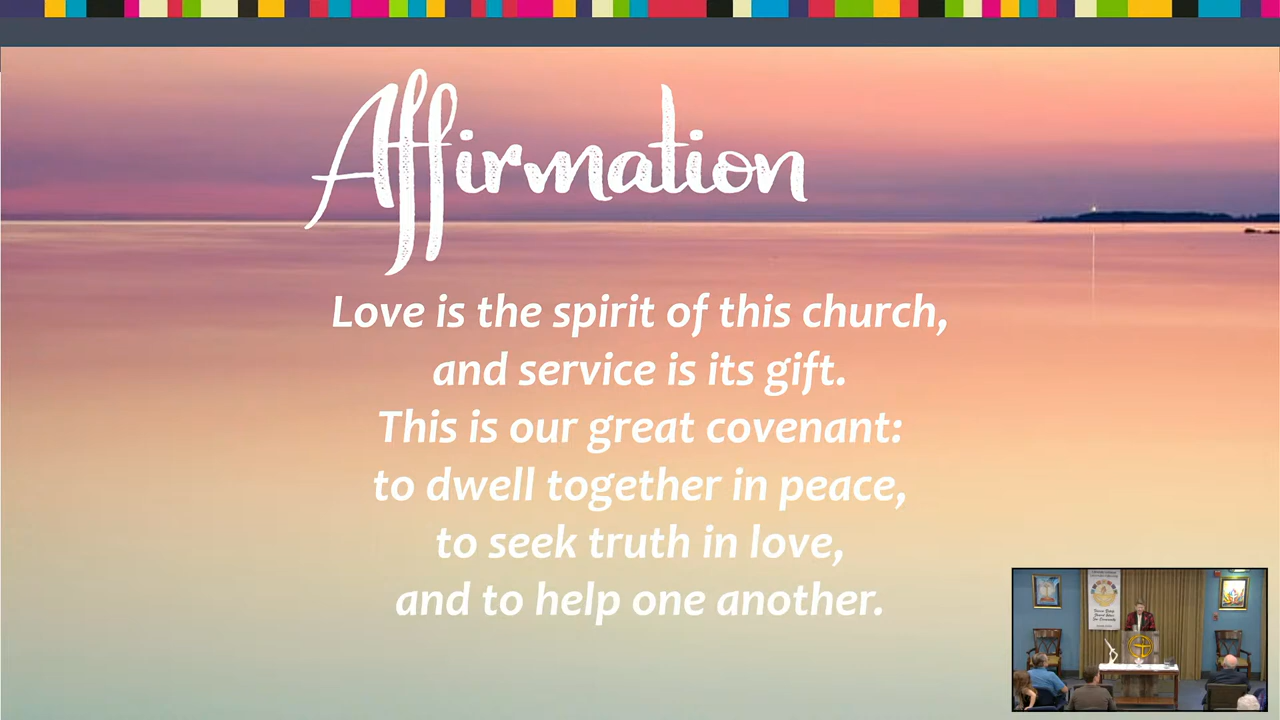 Affirmation
Love is the spirit of this church,
and service is its gift.
This is our great covenant:
to dwell together in peace,
to seek truth in love,
and to help one another.